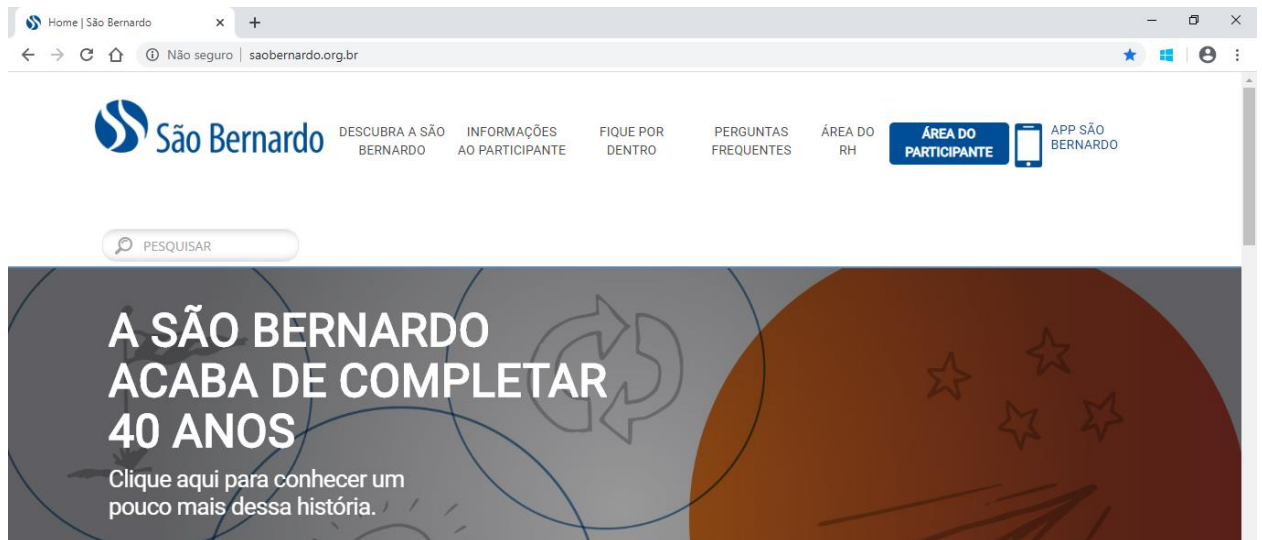 Home | São Bernardo
Não seguro | saobernardo.org.br
São Bernardo
DESCUBRA A SÃO
BERNARDO
INFORMAÇÕES
AO PARTICIPANTE
FIQUE POR
DENTRO
PERGUNTAS
FREQUENTES
ÁREA DO
RH
ÁREA DO
PARTICIPANTE
APP SÃO
BERNARDO
PESQUISAR
A SÃO BERNARDO
ACABA DE COMPLETAR
40 ANOS
Clique aqui para conhecer um
pouco mais dessa história.